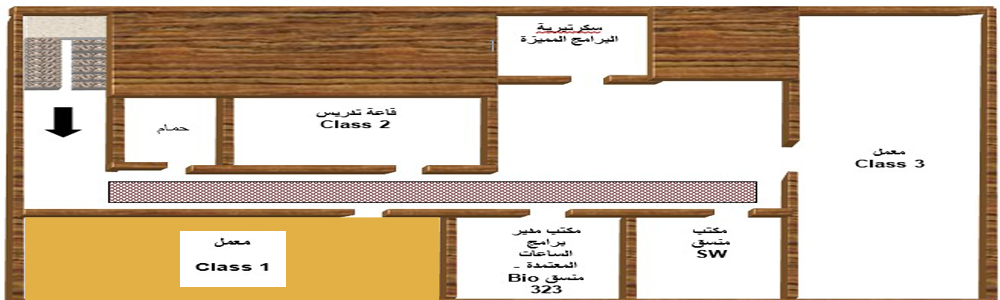 سكرتيرية
البرامج المميزة
حمام
قاعة تدريس
Class 2
معمل
Class 3
معمل
Class 1
مكتب مدير
برامج
الساعات
المعتمدة -
منسق Bio
323
مكتب
منسق
SW